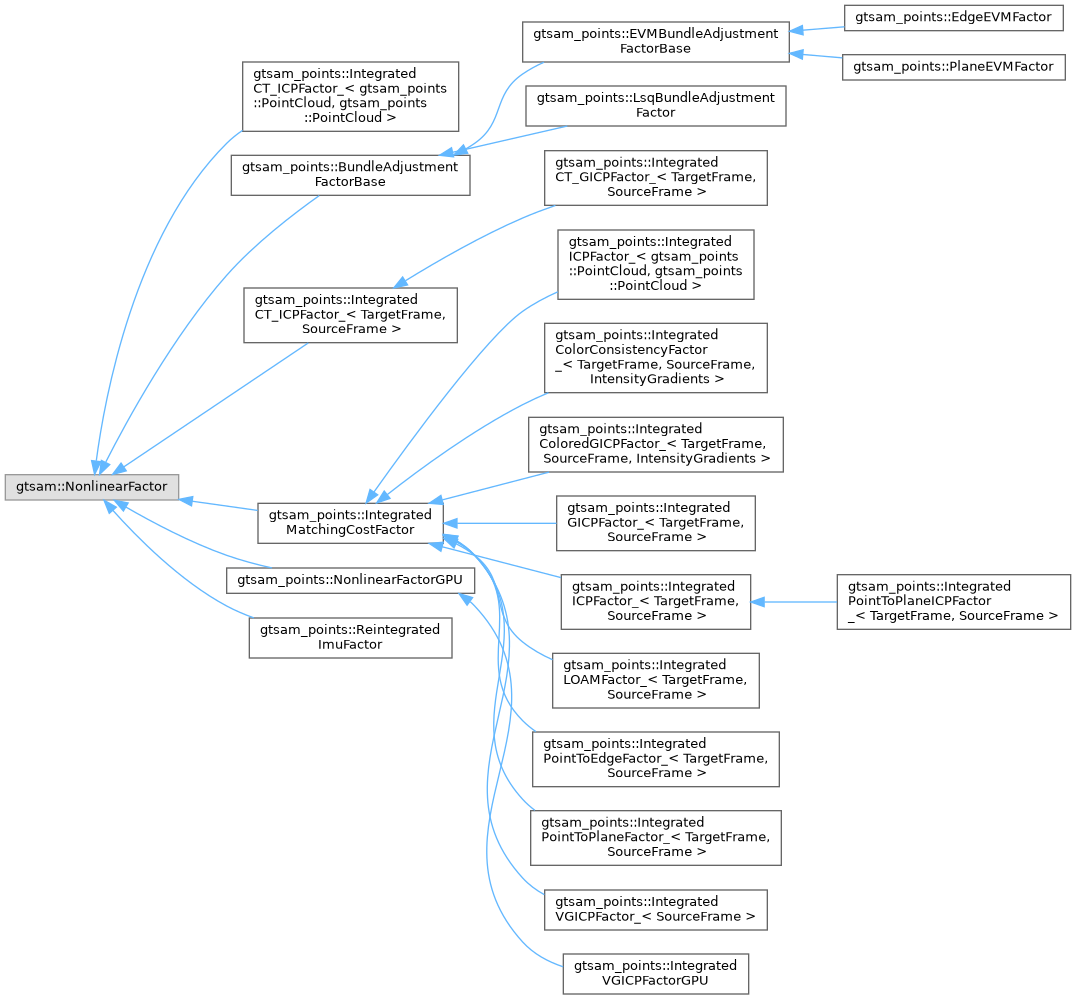 gtsam_points::EdgeEVMFactor
gtsam_points::EVMBundleAdjustment
FactorBase
gtsam_points::PlaneEVMFactor
gtsam_points::Integrated
CT_ICPFactor_< gtsam_points
::PointCloud, gtsam_points
::PointCloud >
gtsam_points::LsqBundleAdjustment
Factor
gtsam_points::BundleAdjustment
FactorBase
gtsam_points::Integrated
CT_GICPFactor_< TargetFrame,
SourceFrame >
gtsam_points::Integrated
ICPFactor_< gtsam_points
::PointCloud, gtsam_points
::PointCloud >
gtsam_points::Integrated
CT_ICPFactor_< TargetFrame,
SourceFrame >
gtsam_points::Integrated
ColorConsistencyFactor
_< TargetFrame, SourceFrame,
IntensityGradients >
gtsam_points::Integrated
ColoredGICPFactor_< TargetFrame,
SourceFrame, IntensityGradients >
gtsam::NonlinearFactor
gtsam_points::Integrated
MatchingCostFactor
gtsam_points::Integrated
GICPFactor_< TargetFrame,
SourceFrame >
gtsam_points::NonlinearFactorGPU
gtsam_points::Integrated
ICPFactor_< TargetFrame,
SourceFrame >
gtsam_points::Integrated
PointToPlaneICPFactor
_< TargetFrame, SourceFrame >
gtsam_points::Reintegrated
ImuFactor
gtsam_points::Integrated
LOAMFactor_< TargetFrame,
SourceFrame >
gtsam_points::Integrated
PointToEdgeFactor_< TargetFrame,
SourceFrame >
gtsam_points::Integrated
PointToPlaneFactor_< TargetFrame,
SourceFrame >
gtsam_points::Integrated
VGICPFactor_< SourceFrame >
gtsam_points::Integrated
VGICPFactorGPU